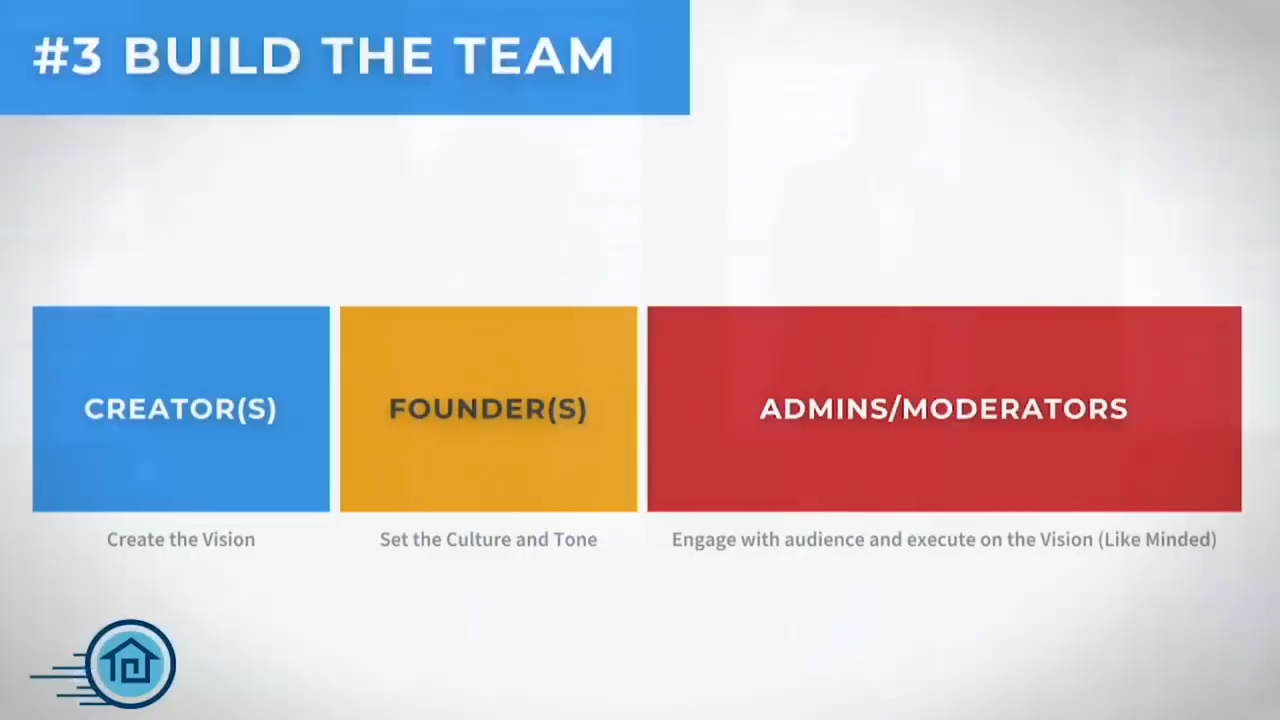 #3 BUILD THE TEAM
CREATOR(S)
FOUNDER(S)
ADMINS/MODERATORS
Create the Vision
Set the Culture and Tone
Engage with audience and execute on the Vision (Like Minded)